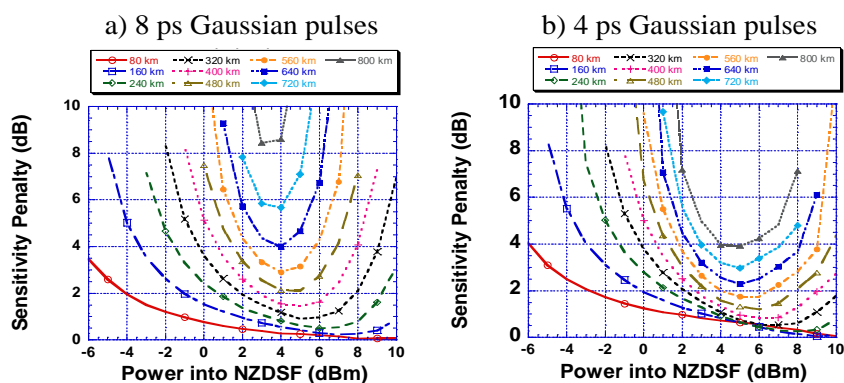 a) 8 ps Gaussian pulses
80 km 320 km 560 km 800 km
160 km 400 km 640 km
240 km 480 km 720 km
10
8
6
4
2
0
-6 -4 -2 0 2 4 6 8 10
Sensitivity Penalty (dB)
Power into NZDSF (dBm)
b) 4 ps Gaussian pulses
80 km 320 km 560 km 800 km
160 km 400 km 640 km
240 km 480 km 720 km
10
8
6
4
2
0
-6 -4 -2 0 2 4 6 8 10
Sensitivity Penalty (dB)
Power into NZDSF (dBm)